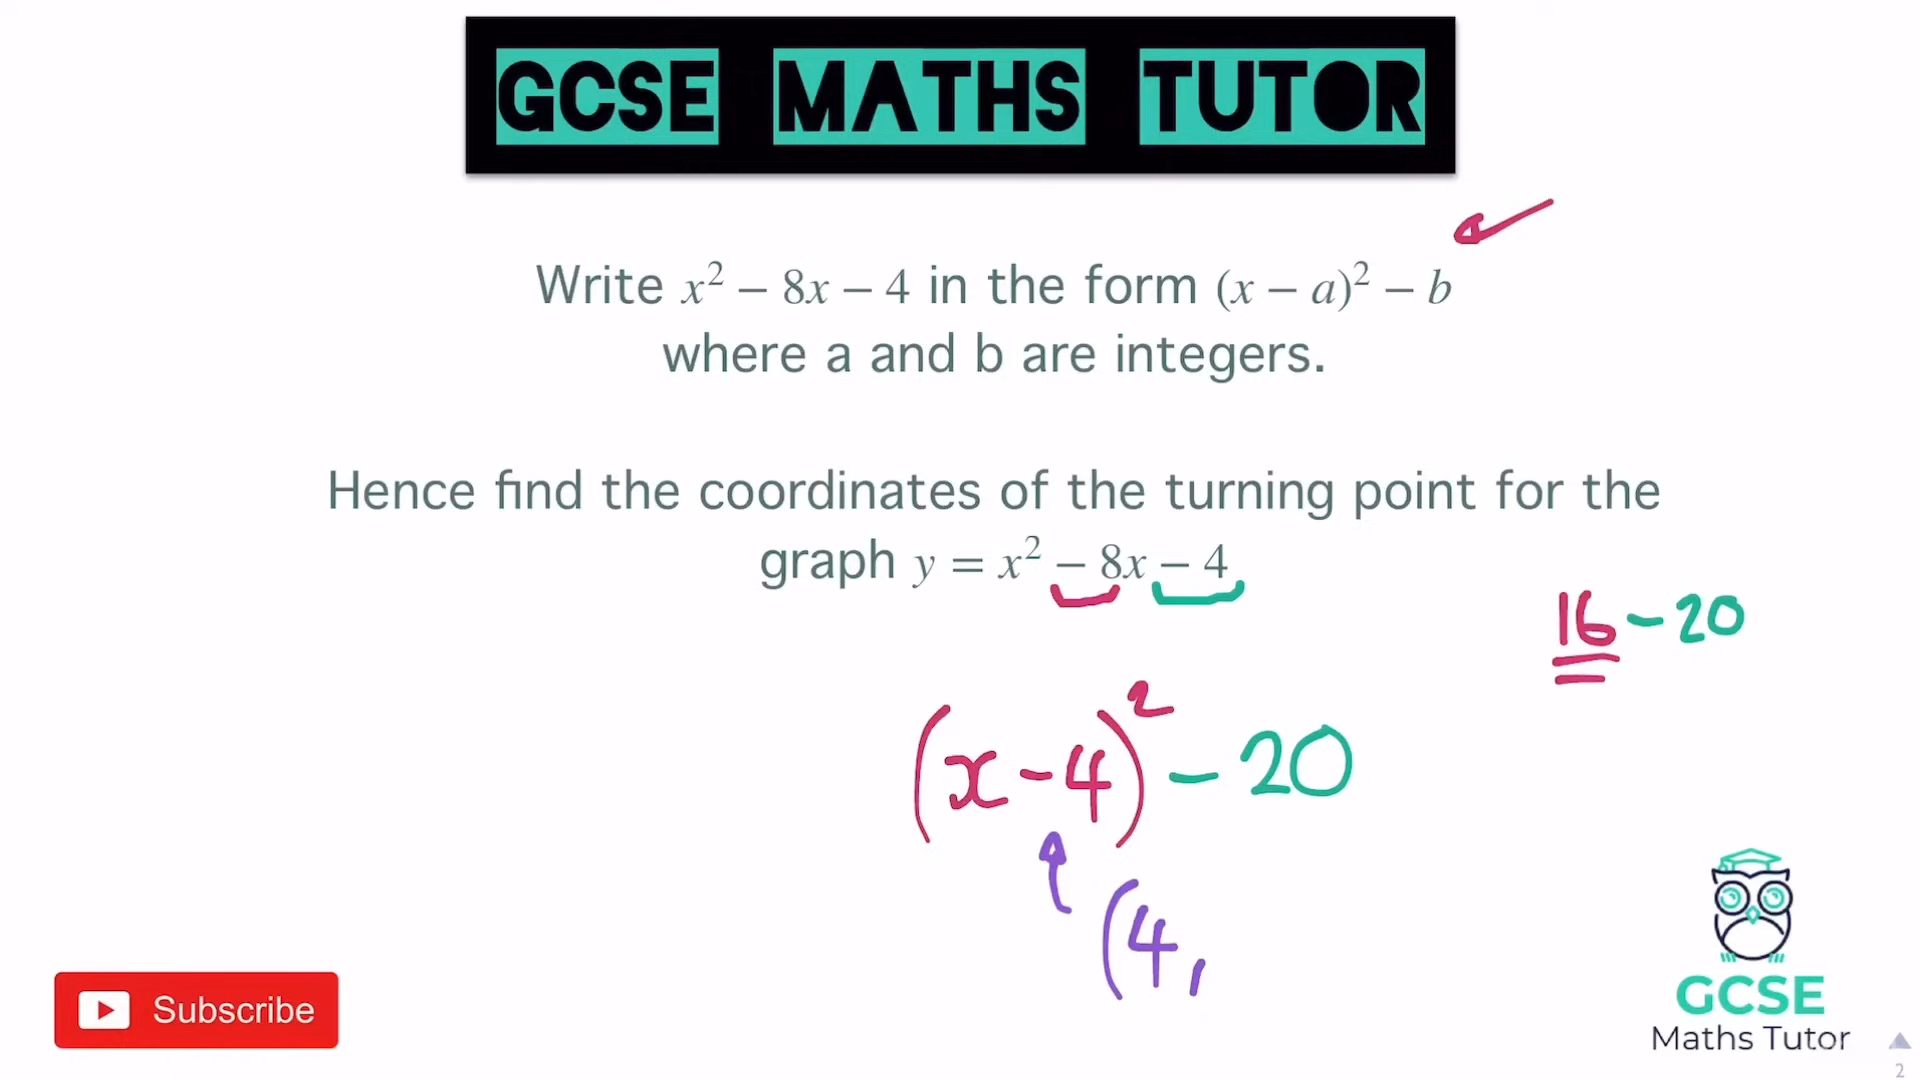 GCSE MATHS TUTOR
Write x² − 8x − 4 in the form (x − a)² − b
where a and b are integers.
Hence find the coordinates of the turning point for the
graph y = x² − 8x − 4
16 − 20
(x − 4)² − 20
(4,
Subscribe
GCSE
Maths Tutor
2